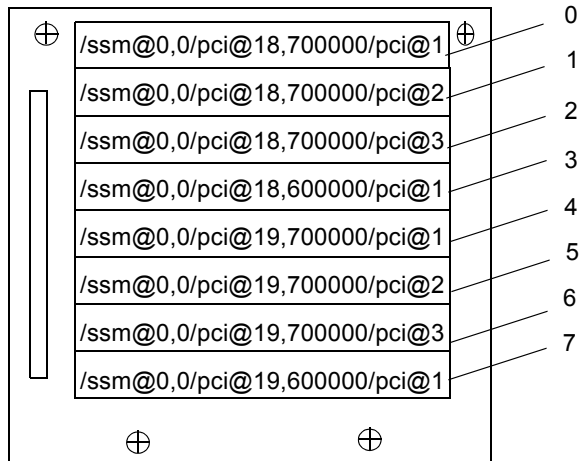 /ssm@0,0/pci@18,700000/pci@1 0
/ssm@0,0/pci@18,700000/pci@2 1
/ssm@0,0/pci@18,700000/pci@3 2
/ssm@0,0/pci@18,600000/pci@1 3
/ssm@0,0/pci@19,700000/pci@1 4
/ssm@0,0/pci@19,700000/pci@2 5
/ssm@0,0/pci@19,700000/pci@3 6
/ssm@0,0/pci@19,600000/pci@1 7